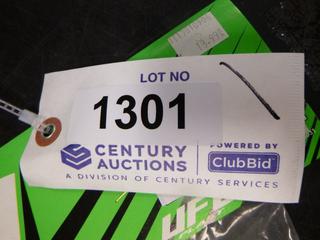 LOT NO
1301
CENTURY
AUCTIONS
POWERED BY
ClubBid
A DIVISION OF CENTURY SERVICES